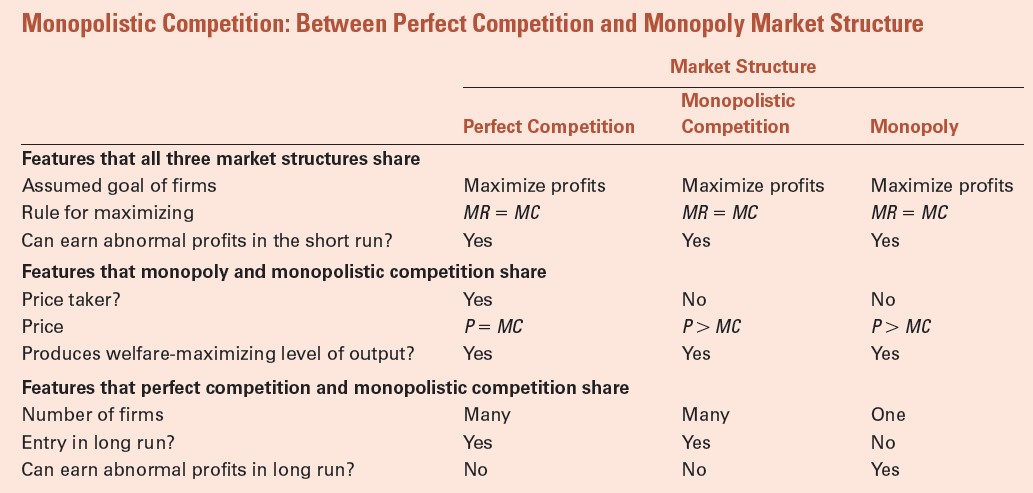 Monopolistic Competition: Between Perfect Competition and Monopoly Market Structure
Market Structure
Perfect Competition Monopolistic Competition Monopoly
Features that all three market structures share
Assumed goal of firms Maximize profits Maximize profits Maximize profits
Rule for maximizing MR = MC MR = MC MR = MC
Can earn abnormal profits in the short run? Yes Yes Yes
Features that monopoly and monopolistic competition share
Price taker? Yes No No
Price P = MC P > MC P > MC
Produces welfare-maximizing level of output? Yes Yes Yes
Features that perfect competition and monopolistic competition share
Number of firms Many Many One
Entry in long run? Yes Yes No
Can earn abnormal profits in long run? No No Yes